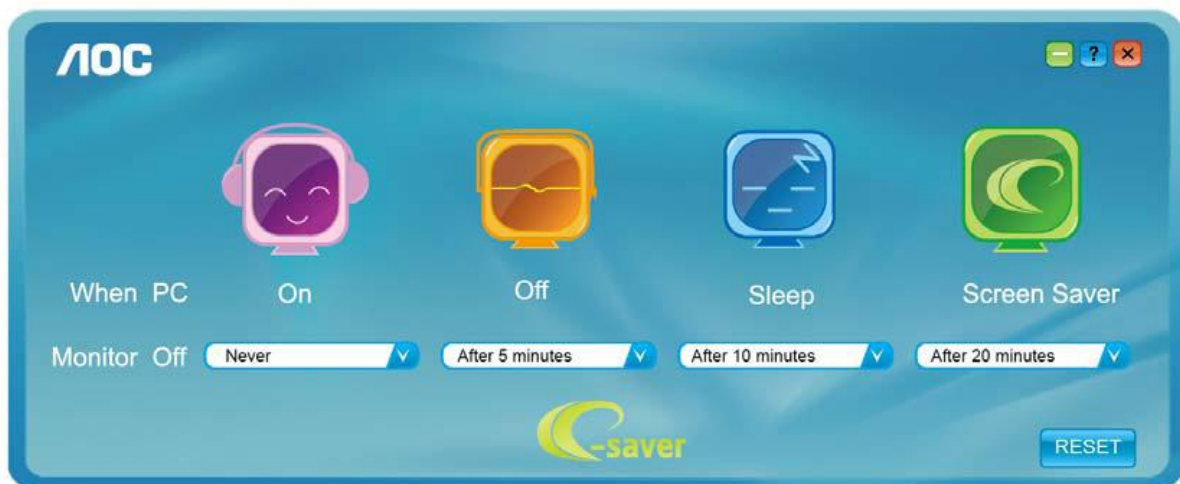 AOC
?
When PC On Off Sleep Screen Saver
Monitor Off Never After 5 minutes After 10 minutes After 20 minutes
e-saver
RESET